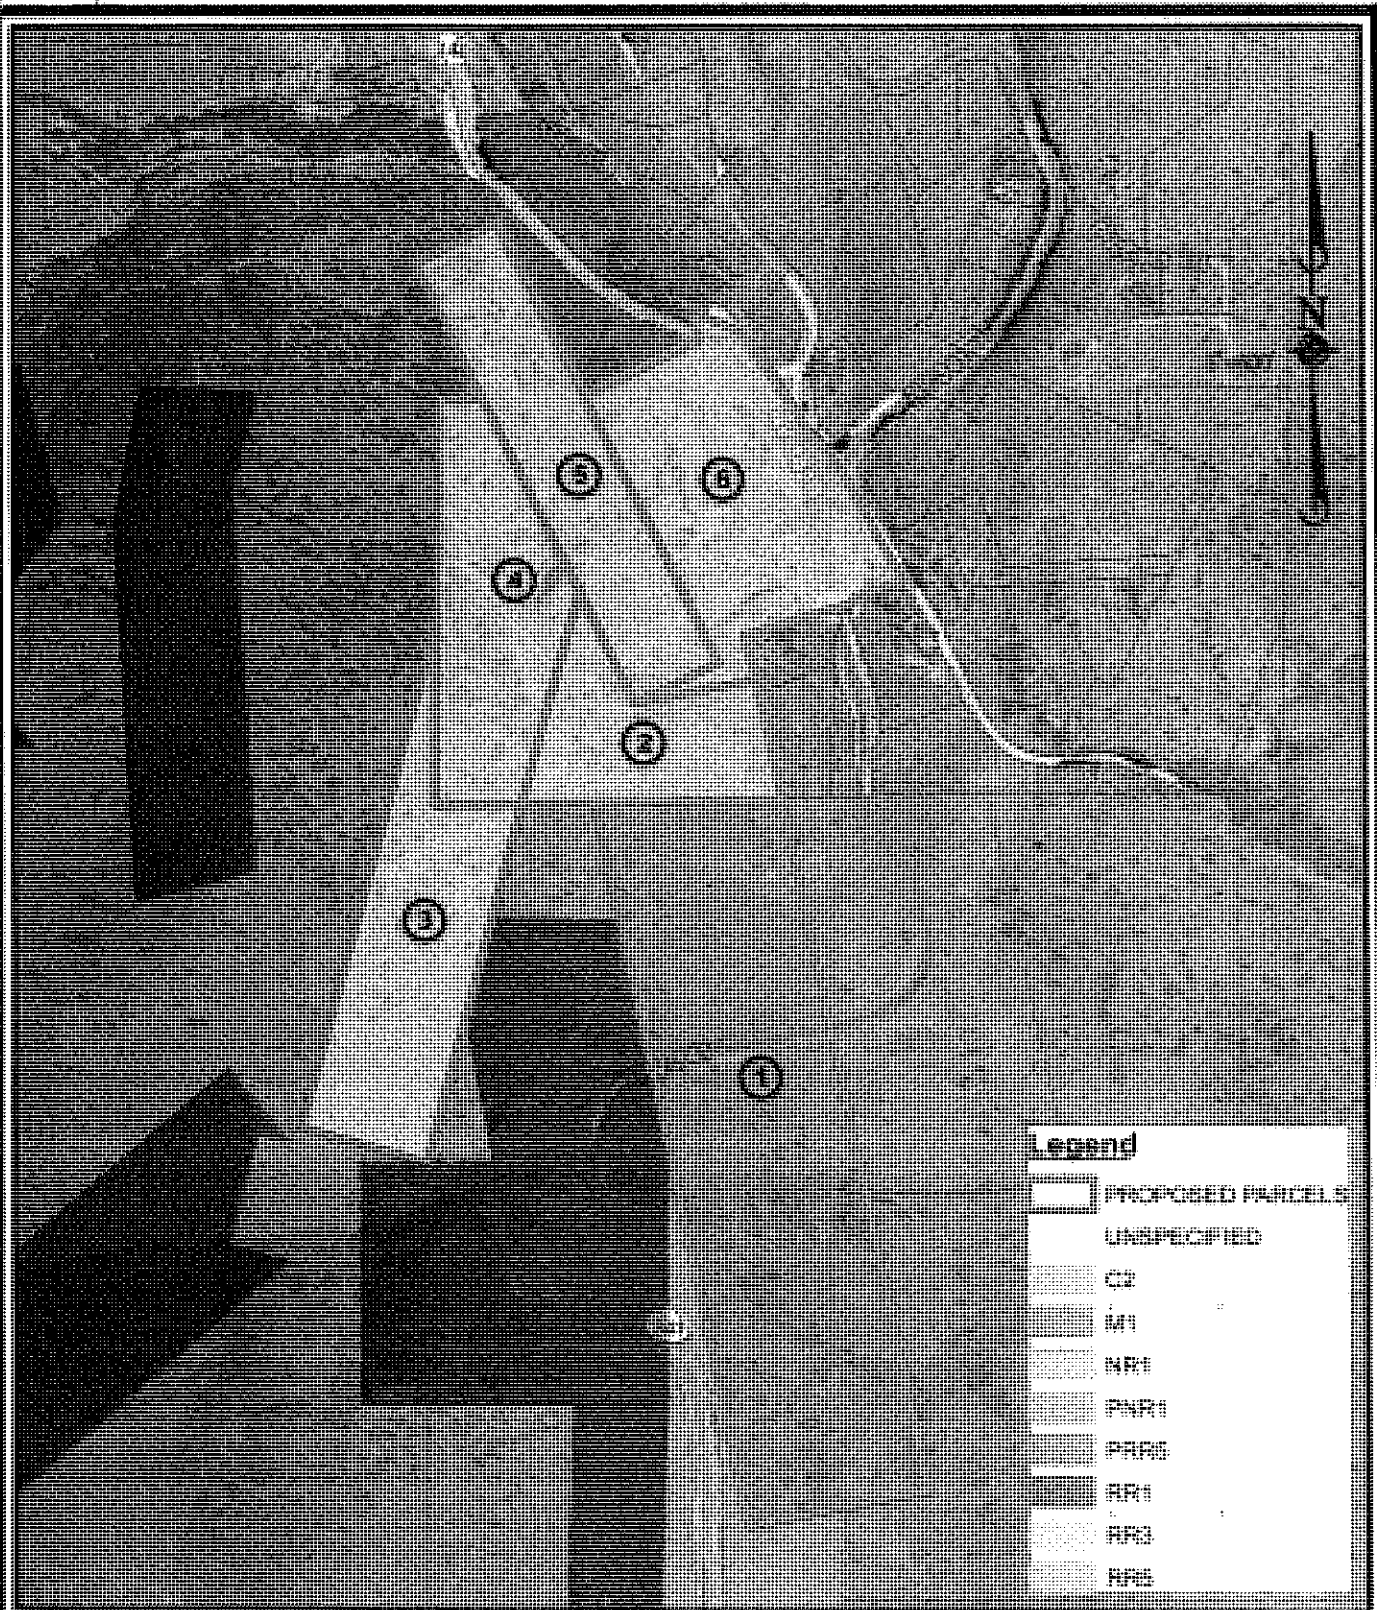 N
5
6
4
2
3
1
Legend
PROPOSED PARCELS
UNSPECIFIED
C2
M1
NR1
PNR1
PRR5
RR1
RR3
RR5